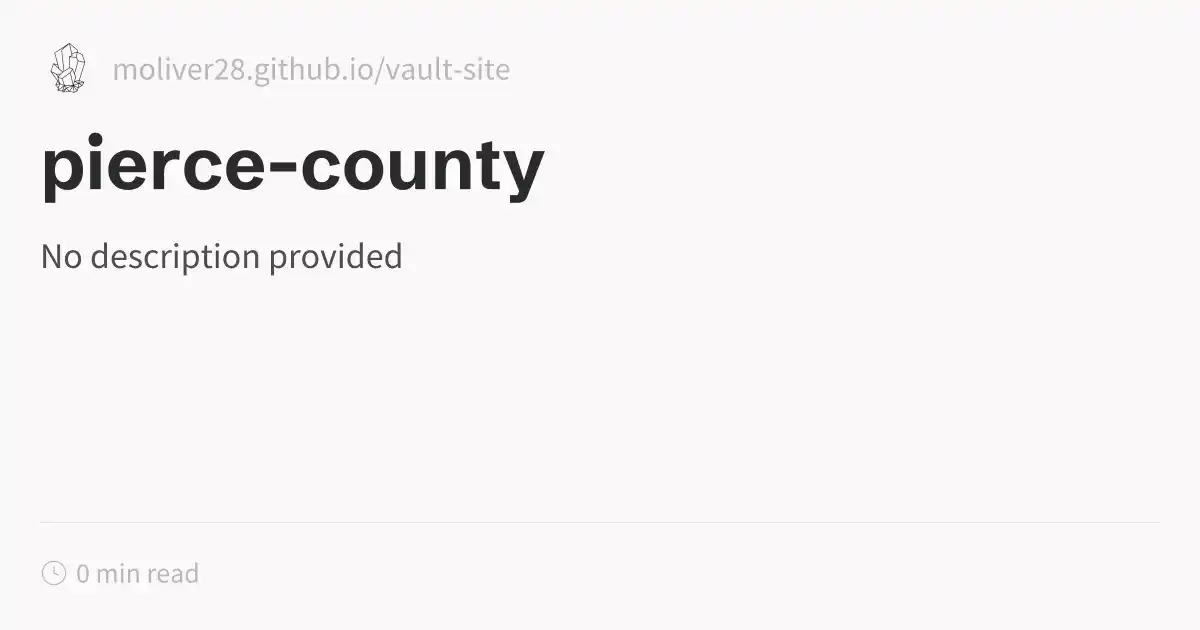 moliver28.github.io/vault-site
pierce-county
No description provided
0 min read